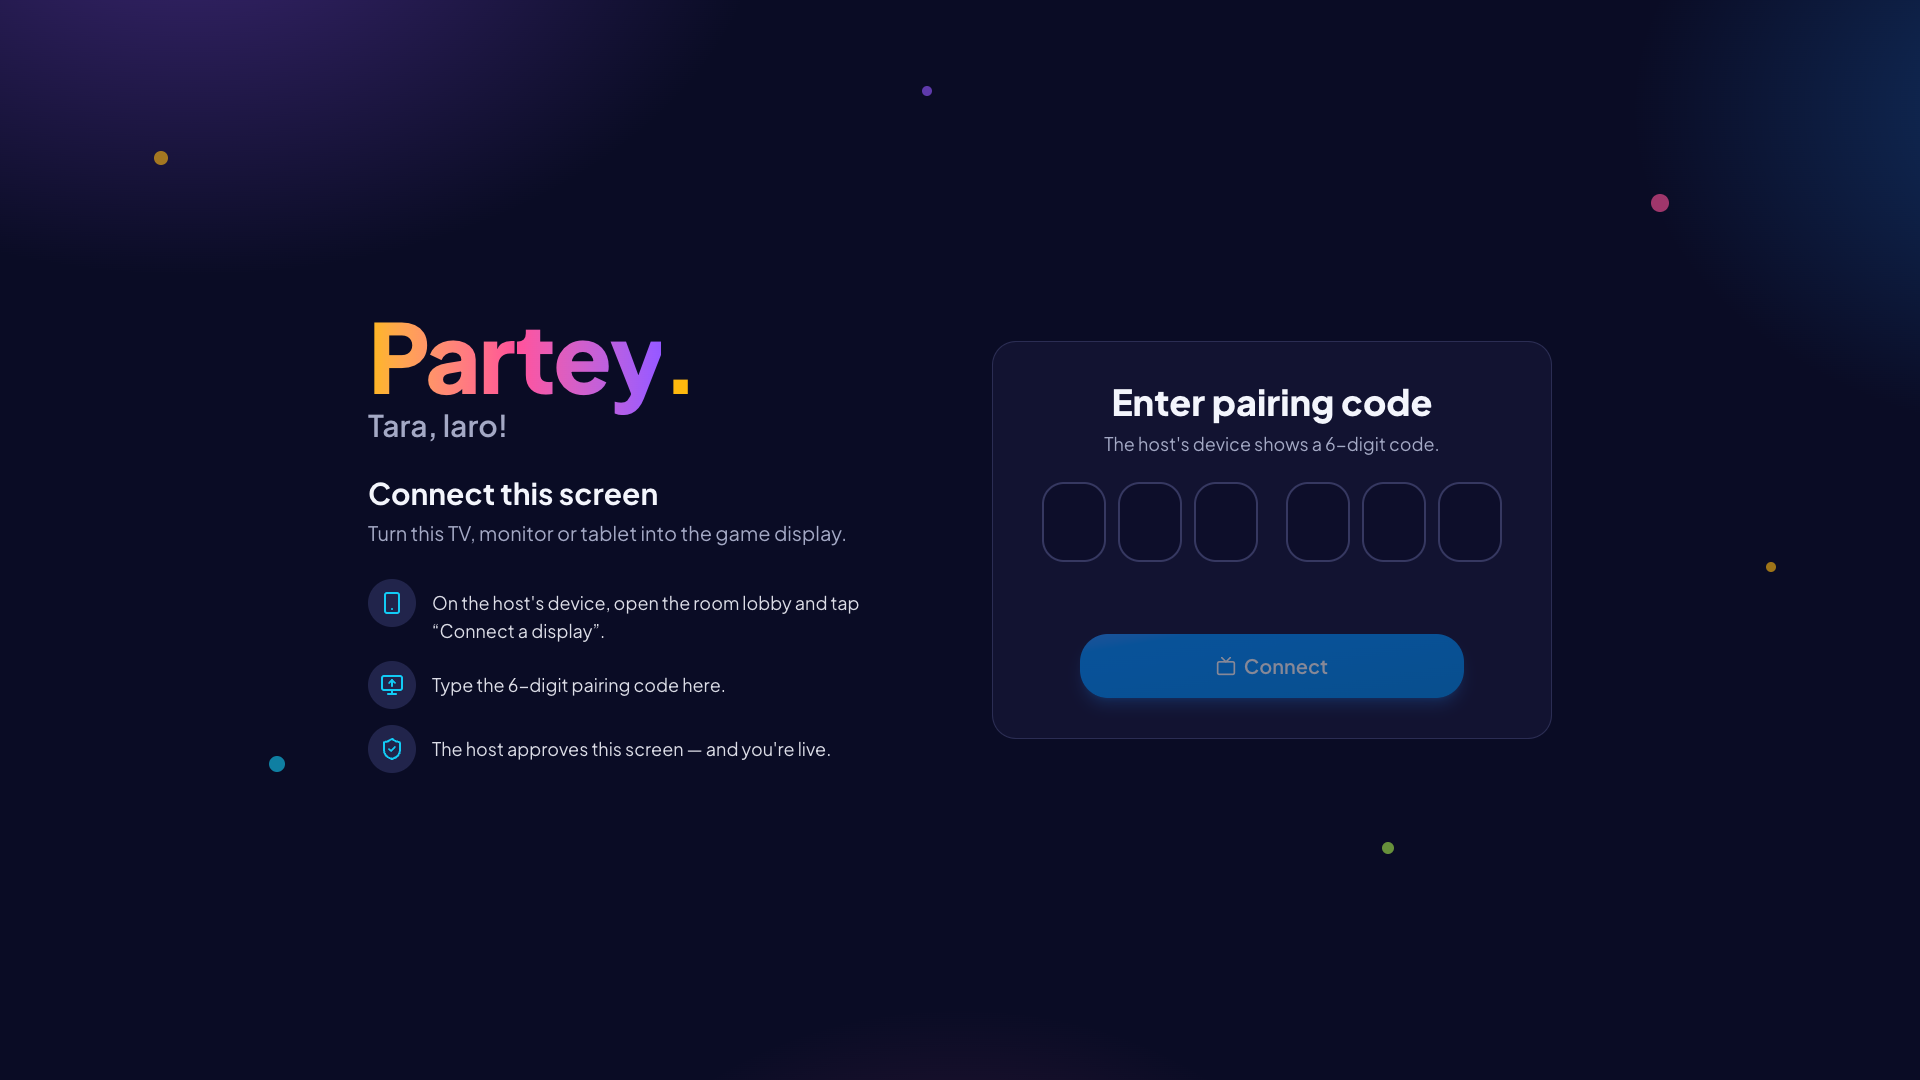 Partey.
Tara, laro!
Connect this screen
Turn this TV, monitor or tablet into the game display.
On the host's device, open the room lobby and tap
“Connect a display”.
Type the 6-digit pairing code here.
The host approves this screen — and you're live.
Enter pairing code
The host's device shows a 6-digit code.
Connect